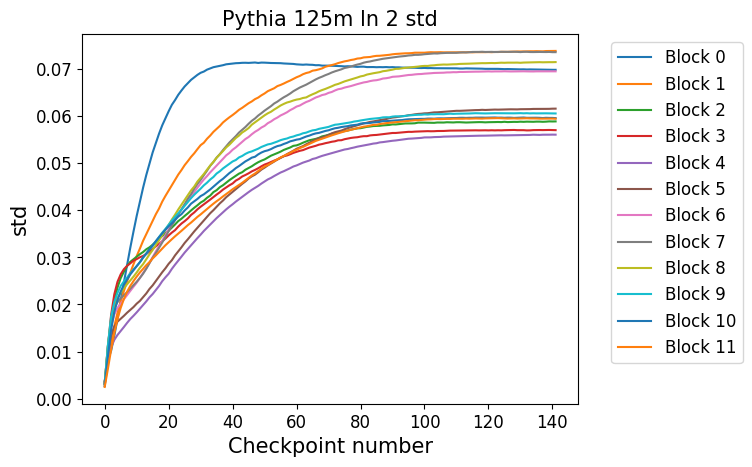 Pythia 125m ln 2 std
std
0.07
0.06
0.05
0.04
0.03
0.02
0.01
0.00
0 20 40 60 80 100 120 140
Checkpoint number
Block 0
Block 1
Block 2
Block 3
Block 4
Block 5
Block 6
Block 7
Block 8
Block 9
Block 10
Block 11